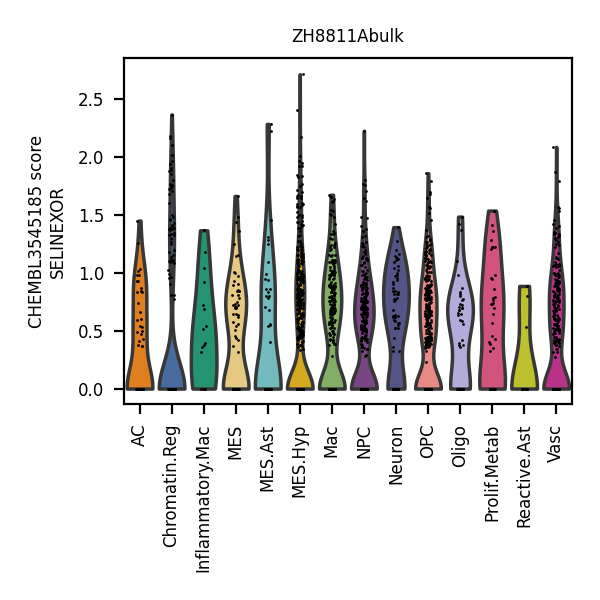 ZH8811Abulk
CHEMBL3545185 score
SELINEXOR
2.5
2.0
1.5
1.0
0.5
0.0
AC
Chromatin.Reg
Inflammatory.Mac
MES
MES.Ast
MES.Hyp
Mac
NPC
Neuron
OPC
Oligo
Prolif.Metab
Reactive.Ast
Vasc